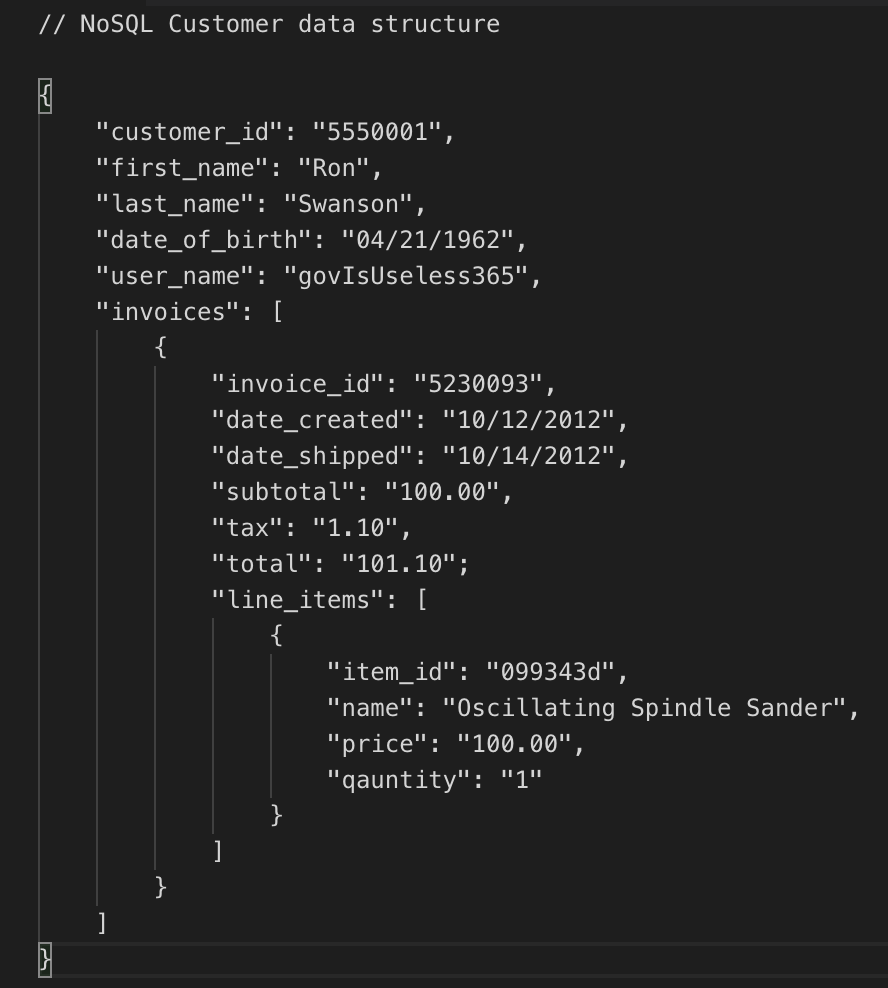 // NoSQL Customer data structure
{
"customer_id": "5550001",
"first_name": "Ron",
"last_name": "Swanson",
"date_of_birth": "04/21/1962",
"user_name": "govIsUseless365",
"invoices": [
{
"invoice_id": "5230093",
"date_created": "10/12/2012",
"date_shipped": "10/14/2012",
"subtotal": "100.00",
"tax": "1.10",
"total": "101.10";
"line_items": [
{
"item_id": "099343d",
"name": "Oscillating Spindle Sander",
"price": "100.00",
"qauntity": "1"
}
]
}
]
}